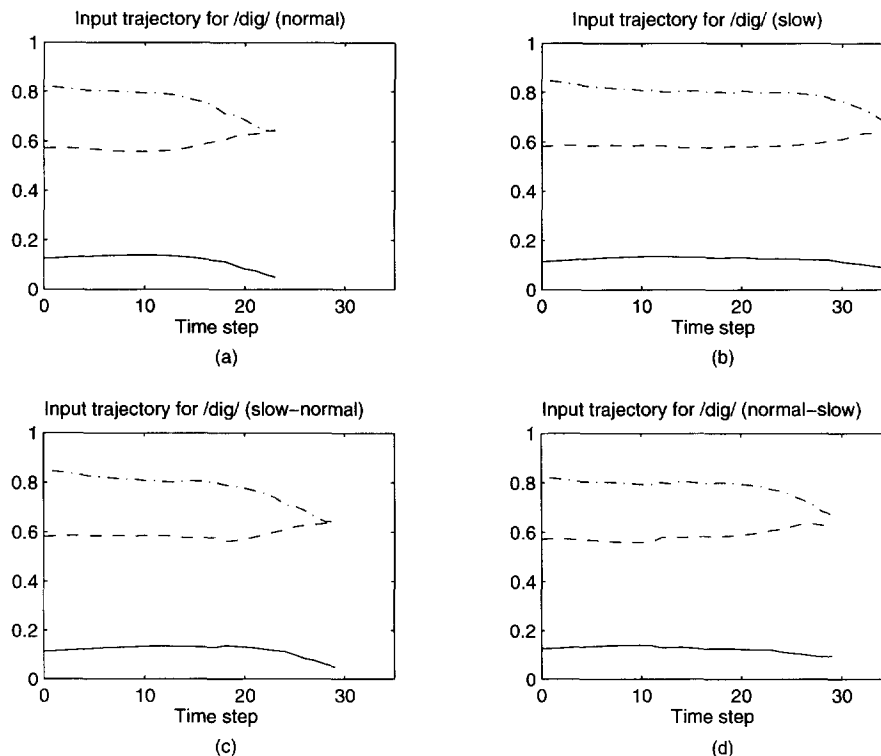 Input trajectory for /dig/ (normal)
1
0.8
0.6
0.4
0.2
0
0 10 20 30
Time step
(a)
Input trajectory for /dig/ (slow)
1
0.8
0.6
0.4
0.2
0
0 10 20 30
Time step
(b)
Input trajectory for /dig/ (slow−normal)
1
0.8
0.6
0.4
0.2
0
0 10 20 30
Time step
(c)
Input trajectory for /dig/ (normal−slow)
1
0.8
0.6
0.4
0.2
0
0 10 20 30
Time step
(d)